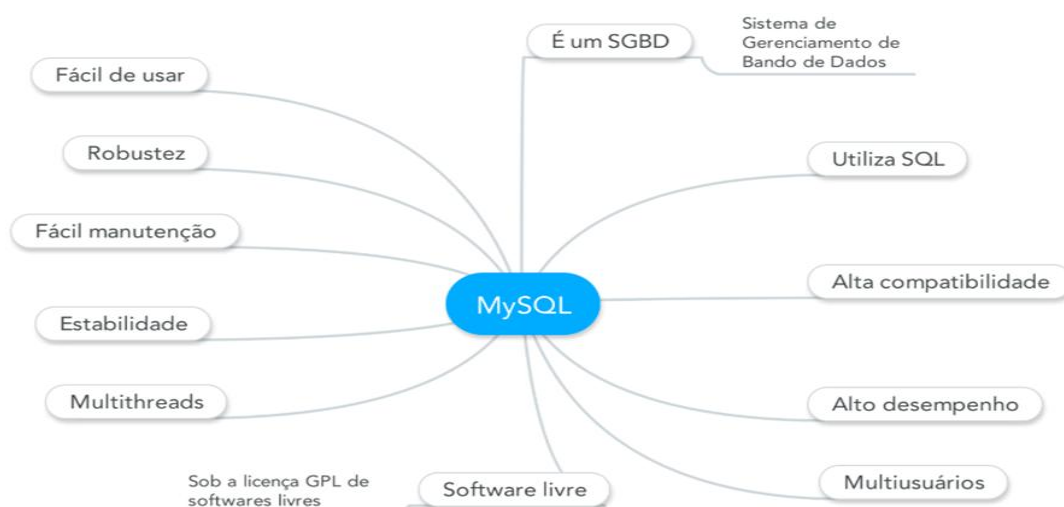 É um SGBD
Sistema de
Gerenciamento de
Bando de Dados
Fácil de usar
Robustez
Utiliza SQL
Fácil manutenção
Alta compatibilidade
MySQL
Estabilidade
Multithreads
Alto desempenho
Sob a licença GPL de
softwares livres
Software livre
Multiusuários